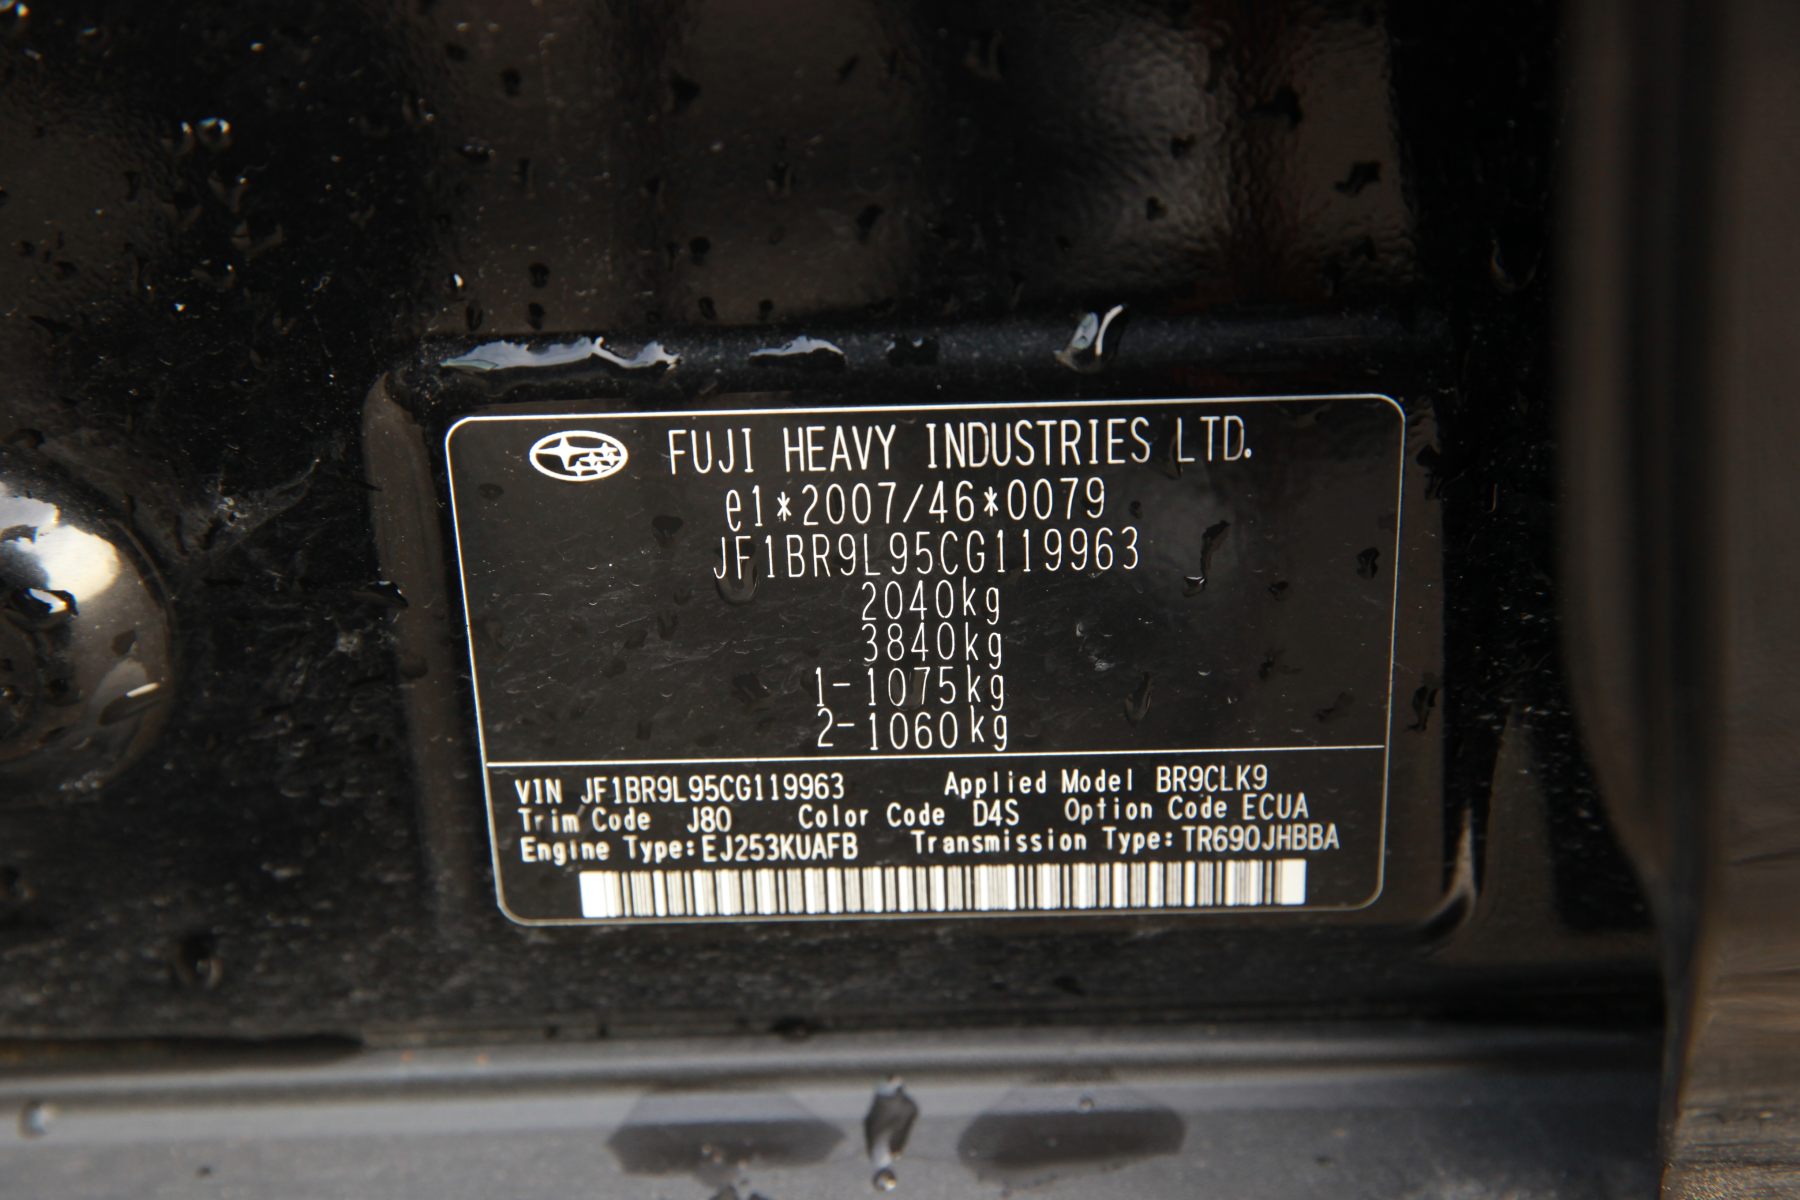 FUJI HEAVY INDUSTRIES LTD.
e1*2007/46*0079
JF1BR9L95CG119963
2040kg
3840kg
1-1075kg
2-1060kg
VIN JF1BR9L95CG119963 Applied Model BR9CLK9
Trim Code J80 Color Code D4S Option Code ECUA
Engine Type:EJ253KUAFB Transmission Type:TR690JHBBA